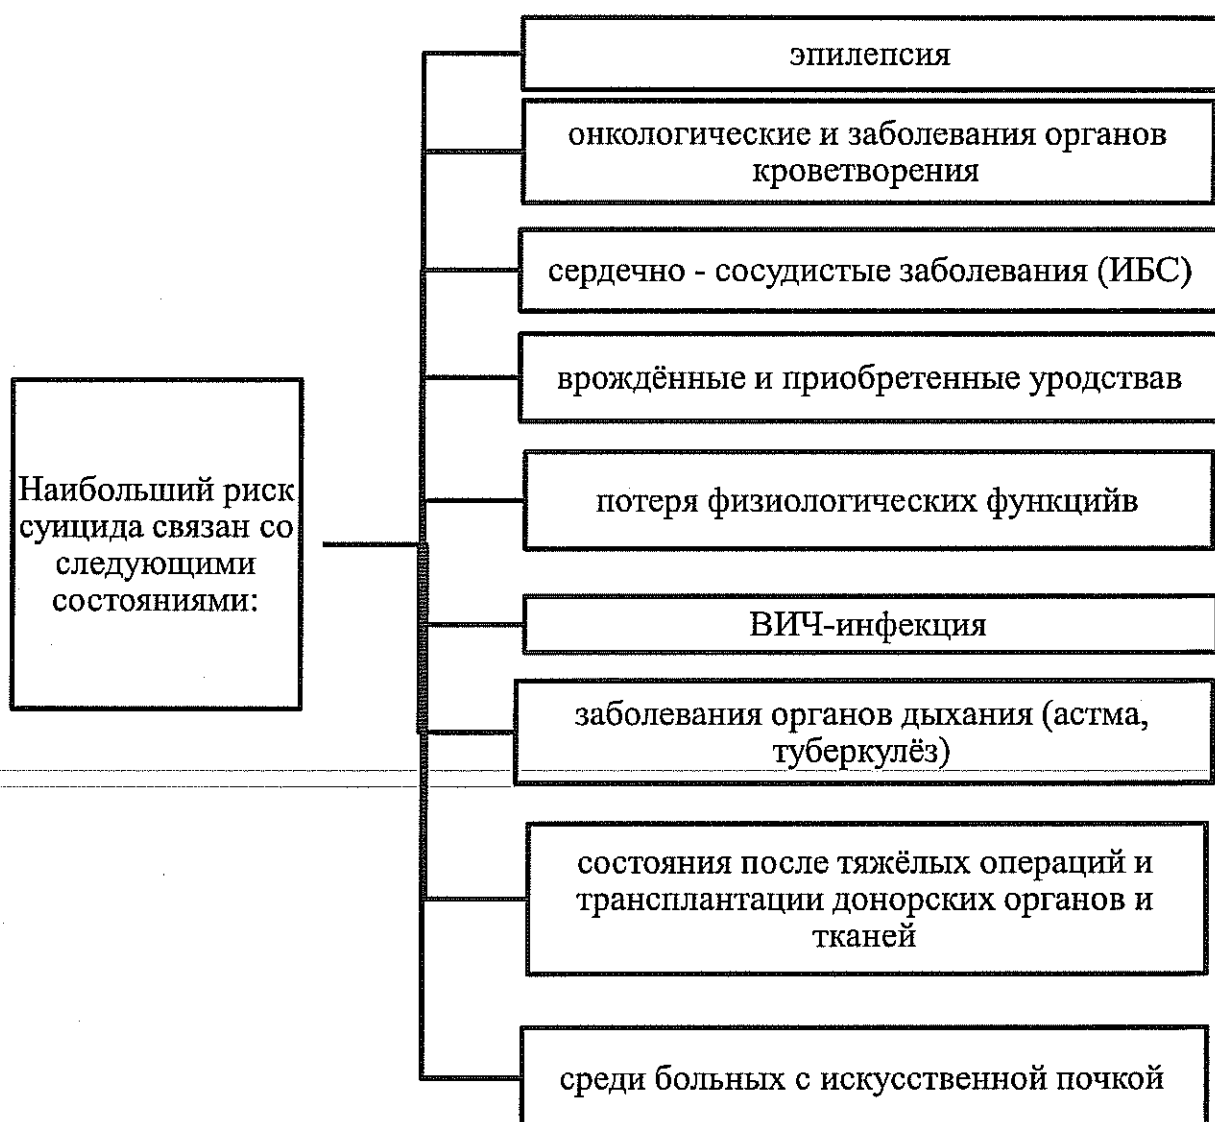 эпилепсия
онкологические и заболевания органов
кроветворения
сердечно - сосудистые заболевания (ИБС)
врождённые и приобретенные уродствав
Наибольший риск
суицида связан со
следующими
состояниями:
потеря физиологических функцийв
ВИЧ-инфекция
заболевания органов дыхания (астма,
туберкулёз)
состояния после тяжёлых операций и
трансплантации донорских органов и
тканей
среди больных с искусственной почкой